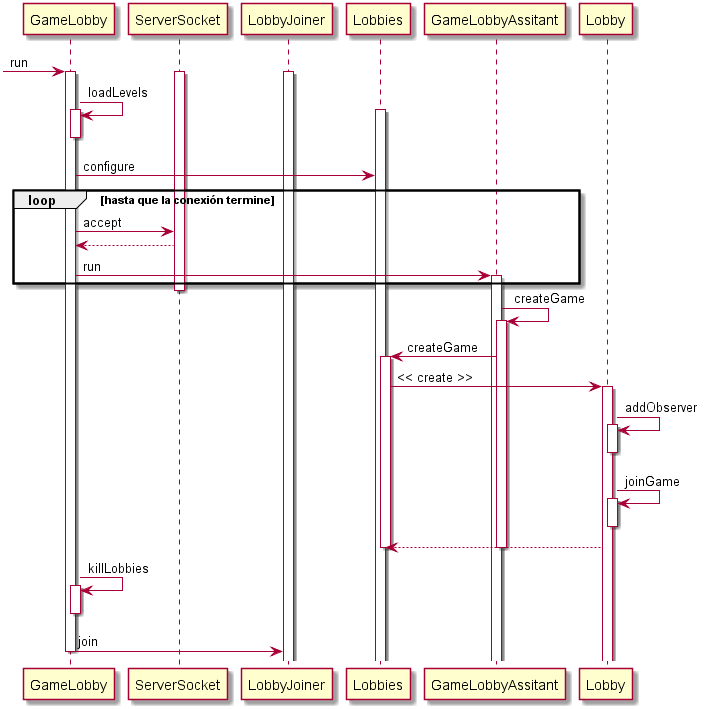 GameLobby
ServerSocket
LobbyJoiner
Lobbies
GameLobbyAssitant
Lobby
run
loadLevels
configure
loop
[hasta que la conexión termine]
accept
run
createGame
createGame
<< create >>
addObserver
joinGame
killLobbies
join
GameLobby
ServerSocket
LobbyJoiner
Lobbies
GameLobbyAssitant
Lobby